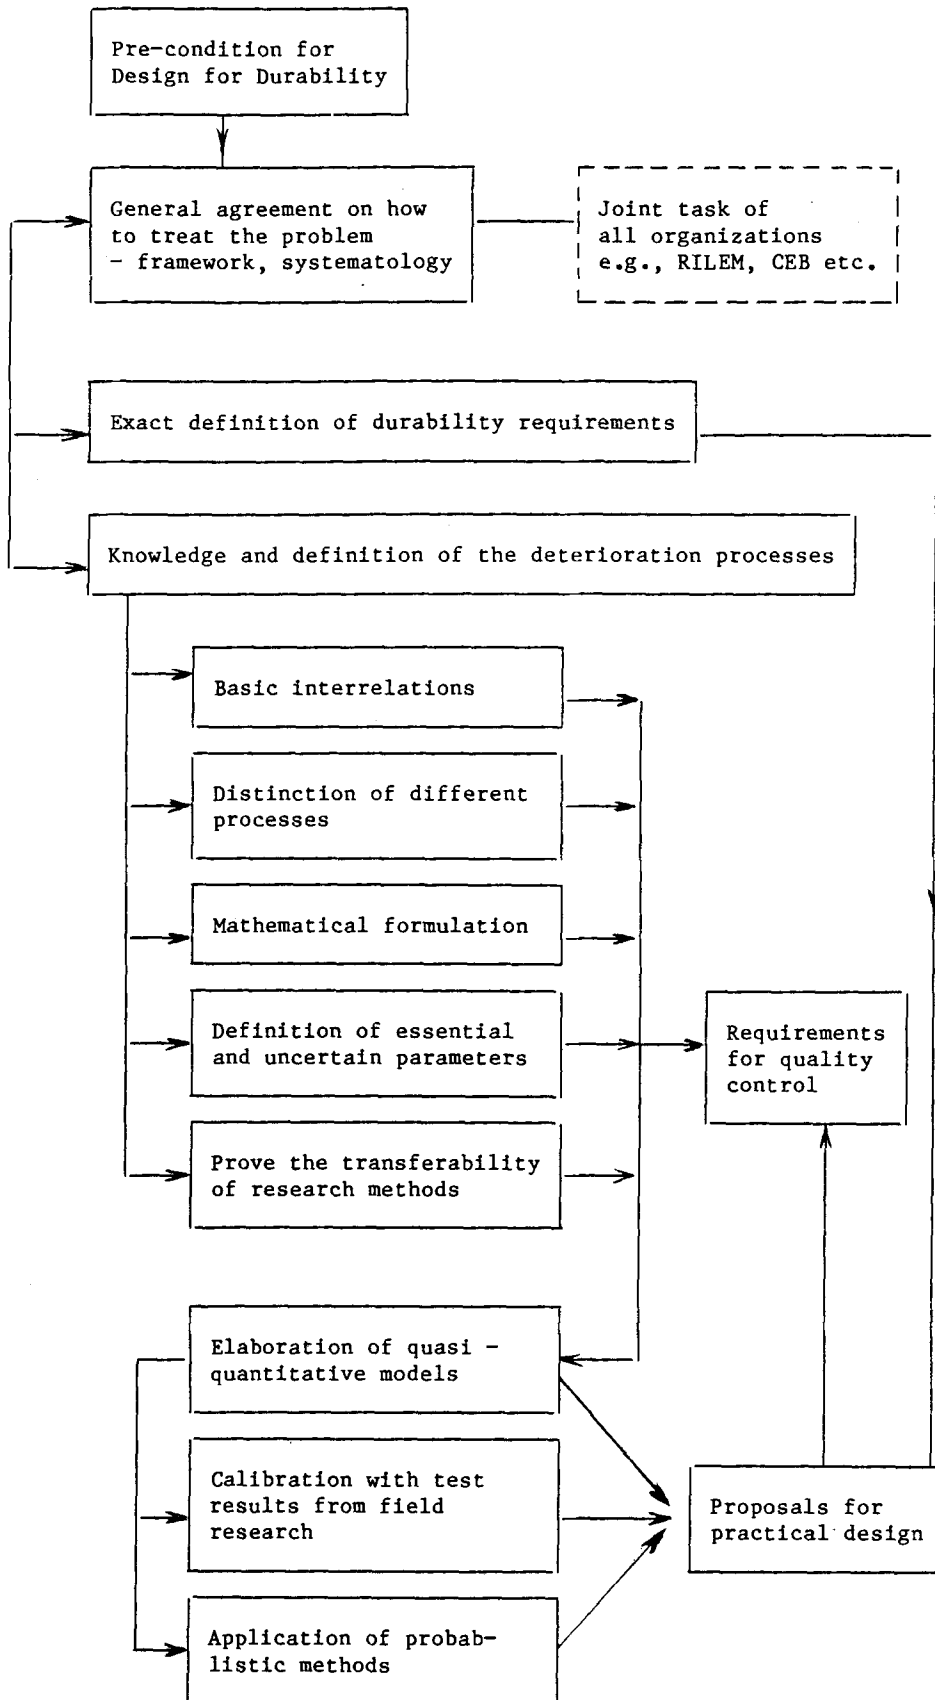 Pre-condition for
Design for Durability
General agreement on how
to treat the problem
- framework, systematology
Joint task of
all organizations
e.g., RILEM, CEB etc.
Exact definition of durability requirements
Knowledge and definition of the deterioration processes
Basic interrelations
Distinction of different
processes
Mathematical formulation
Definition of essential
and uncertain parameters
Requirements
for quality
control
Prove the transferability
of research methods
Elaboration of quasi -
quantitative models
Calibration with test
results from field
research
Proposals for
practical design
Application of probab-
listic methods